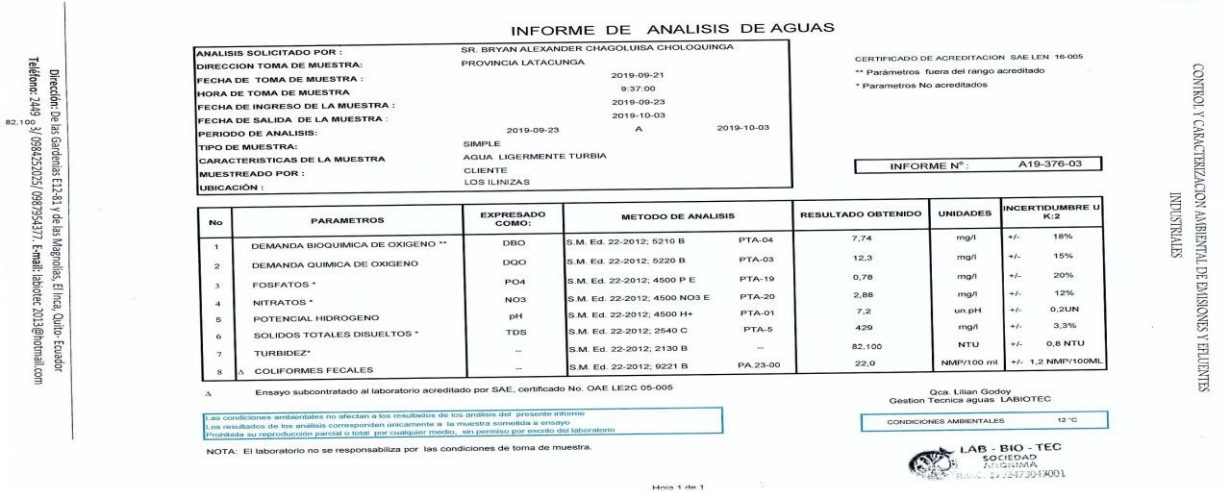 INFORME DE ANALISIS DE AGUAS
ANALISIS SOLICITADO POR : SR. BRYAN ALEXANDER CHAGOLUISA CHOLOQUINGA
DIRECCION TOMA DE MUESTRA: PROVINCIA LATACUNGA
FECHA DE TOMA DE MUESTRA : 2019-09-21
HORA DE TOMA DE MUESTRA 9:37:00
FECHA DE INGRESO DE LA MUESTRA : 2019-09-23
FECHA DE SALIDA DE LA MUESTRA : 2019-10-03
PERIODO DE ANALISIS: 2019-09-23 A 2019-10-03
TIPO DE MUESTRA: SIMPLE
CARACTERISTICAS DE LA MUESTRA AGUA LIGERMENTE TURBIA
MUESTREADO POR : CLIENTE
UBICACIÓN : LOS ILINIZAS
CERTIFICADO DE ACREDITACION SAE LEN 16-005
** Parámetros fuera del rango acreditado
* Parametros No acreditados
INFORME Nº : A19-376-03
No PARAMETROS EXPRESADO COMO: METODO DE ANALISIS RESULTADO OBTENIDO UNIDADES INCERTIDUMBRE U K:2
1 DEMANDA BIOQUIMICA DE OXIGENO ** DBO S.M. Ed. 22-2012; 5210 B PTA-04 7,74 mg/l +/- 18%
2 DEMANDA QUIMICA DE OXIGENO DQO S.M. Ed. 22-2012; 5220 B PTA-03 12,3 mg/l +/- 15%
3 FOSFATOS * PO4 S.M. Ed. 22-2012; 4500 P E PTA-19 0,78 mg/l +/- 20%
4 NITRATOS * NO3 S.M. Ed. 22-2012; 4500 NO3 E PTA-20 2,88 mg/l +/- 12%
5 POTENCIAL HIDROGENO pH S.M. Ed. 22-2012; 4500 H+ PTA-01 7,2 un.pH +/- 0,2UN
6 SOLIDOS TOTALES DISUELTOS * TDS S.M. Ed. 22-2012; 2540 C PTA-5 429 mg/l +/- 3,3%
7 TURBIDEZ* -- S.M. Ed. 22-2012; 2130 B -- 82,100 NTU +/- 0,8 NTU
8 Δ COLIFORMES FECALES -- S.M. Ed. 22-2012; 9221 B PA.23-00 22,0 NMP/100 ml +/- 1,2 NMP/100ML
Δ Ensayo subcontratado al laboratorio acreditado por SAE, certificado No. OAE LE2C 05-005
Las condiciones ambientales no afectan a los resultados de los análisis del presente informe
Los resultados de los análisis corresponden únicamente a la muestra sometida a ensayo
Prohibida su reproducción parcial o total por cualquier medio, sin permiso por escrito del laboratorio
NOTA: El laboratorio no se responsabiliza por las condiciones de toma de muestra.
Qca. Lilian Godoy
Gestion Tecnica aguas LABIOTEC
CONDICIONES AMBIENTALES 12 °C
LAB - BIO - TEC
SOCIEDAD
ANONIMA
Hoja 1 de 1
Dirección: De las Gardenias E12-81 y de las Magnolias, El Inca, Quito- Ecuador
3/ 0984252025/ 0987954377. E-mail: labiotec 2013@hotmail.com
Teléfono: 2449
82,100
CONTROL Y CARACTERIZACION AMBIENTAL DE EMISIONES Y EFLUENTES
INDUSTRIALES